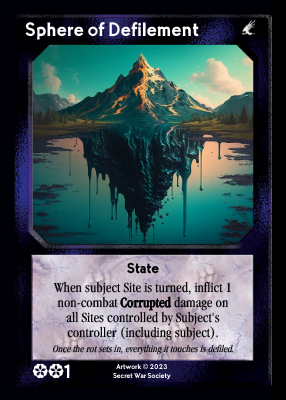 Sphere of Defilement
State
When subject Site is turned, inflict 1
non-combat Corrupted damage on
all Sites controlled by Subject's
controller (including subject).
Once the rot sets in, everything it touches is defiled.
Artwork © 2023
Secret War Society
1